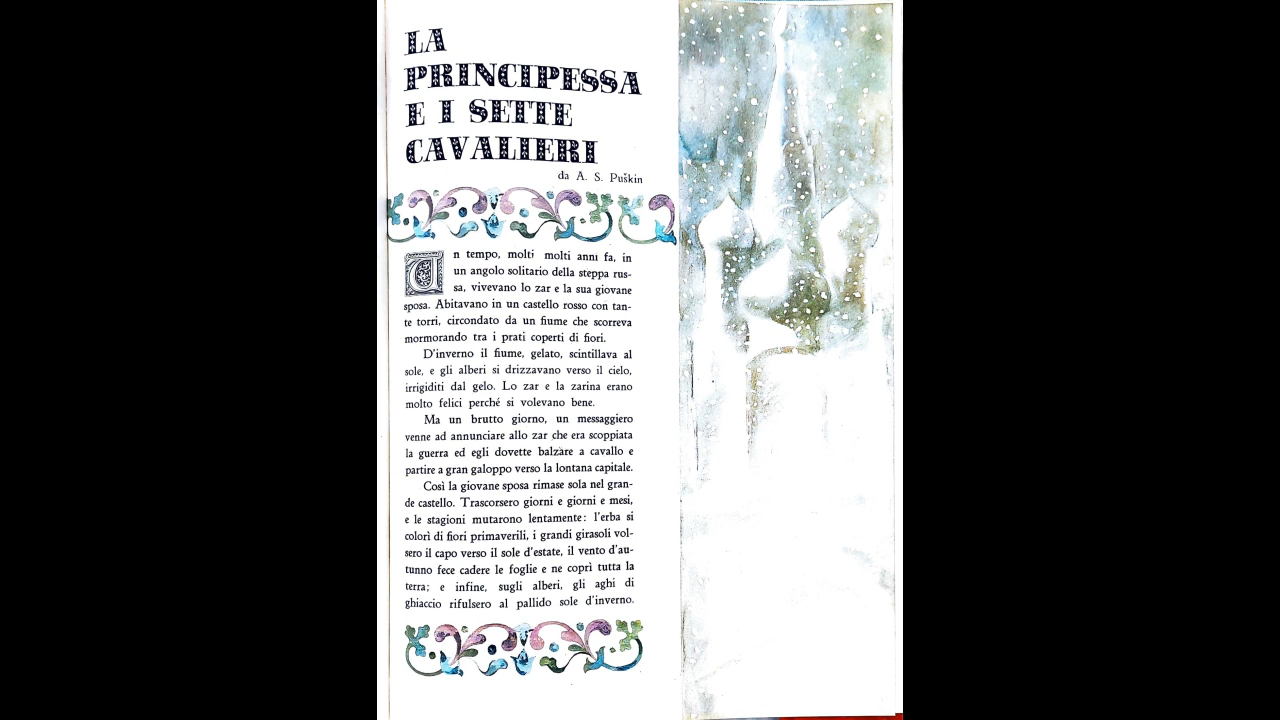 LA
PRINCIPESSA
E I SETTE
CAVALIERI
da A. S. Puškin
Un tempo, molti molti anni fa, in
un angolo solitario della steppa rus-
sa, vivevano lo zar e la sua giovane
sposa. Abitavano in un castello rosso con tan-
te torri, circondato da un fiume che scorreva
mormorando tra i prati coperti di fiori.
D'inverno il fiume, gelato, scintillava al
sole, e gli alberi si drizzavano verso il cielo,
irrigiditi dal gelo. Lo zar e la zarina erano
molto felici perché si volevano bene.
Ma un brutto giorno, un messaggiero
venne ad annunciare allo zar che era scoppiata
la guerra ed egli dovette balzare a cavallo e
partire a gran galoppo verso la lontana capitale.
Così la giovane sposa rimase sola nel gran-
de castello. Trascorsero giorni e giorni e mesi,
e le stagioni mutarono lentamente: l'erba si
colorì di fiori primaverili, i grandi girasoli vol-
sero il capo verso il sole d'estate, il vento d'au-
tunno fece cadere le foglie e ne coprì tutta la
terra; e infine, sugli alberi, gli aghi di
ghiaccio rifulsero al pallido sole d'inverno.